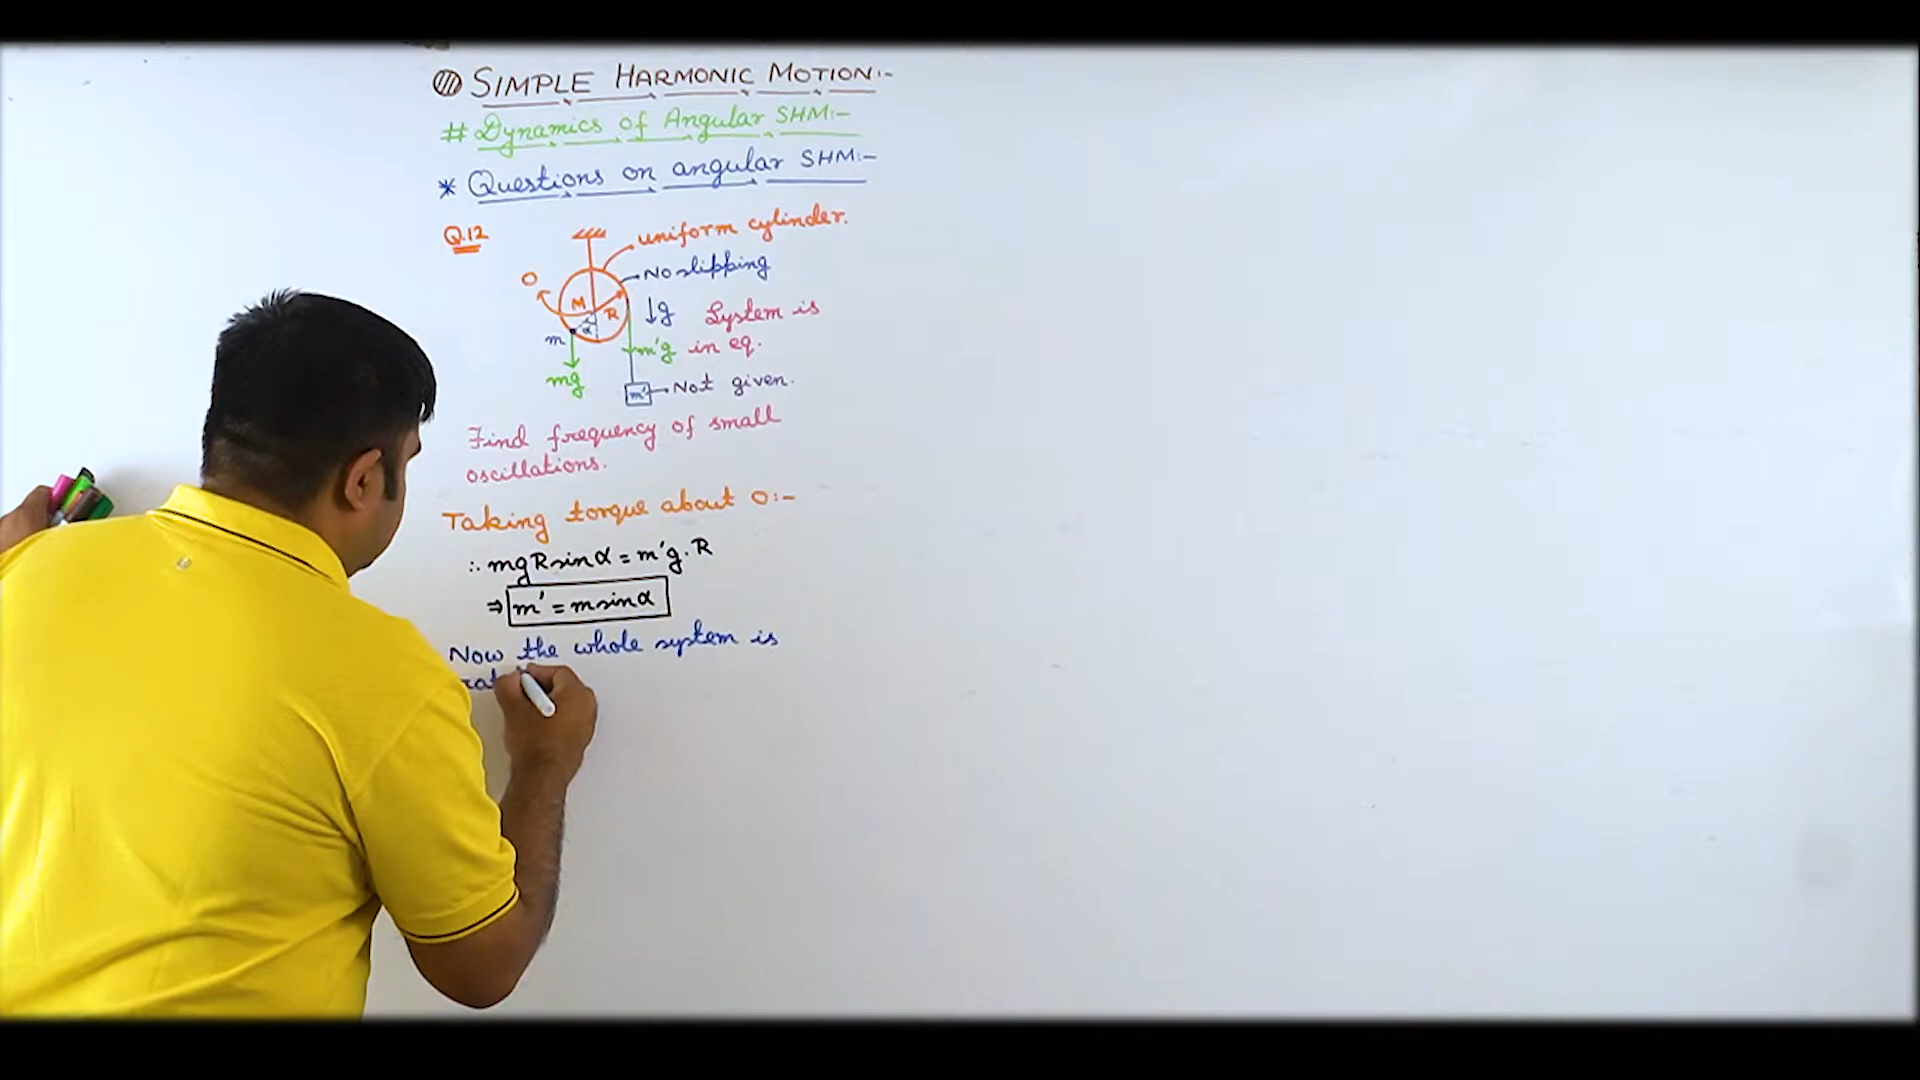 SIMPLE HARMONIC MOTION:-
# Dynamics of Angular SHM:-
* Questions on angular SHM:-
Q.12
uniform cylinder.
No slipping
O
M
R
↓g
System is
in eq.
m
α
m'g
mg
m'
Not given.
Find frequency of small
oscillations.
Taking torque about O:-
∴ mgRsinα = m'g.R
⇒ m' = msinα
Now the whole system is